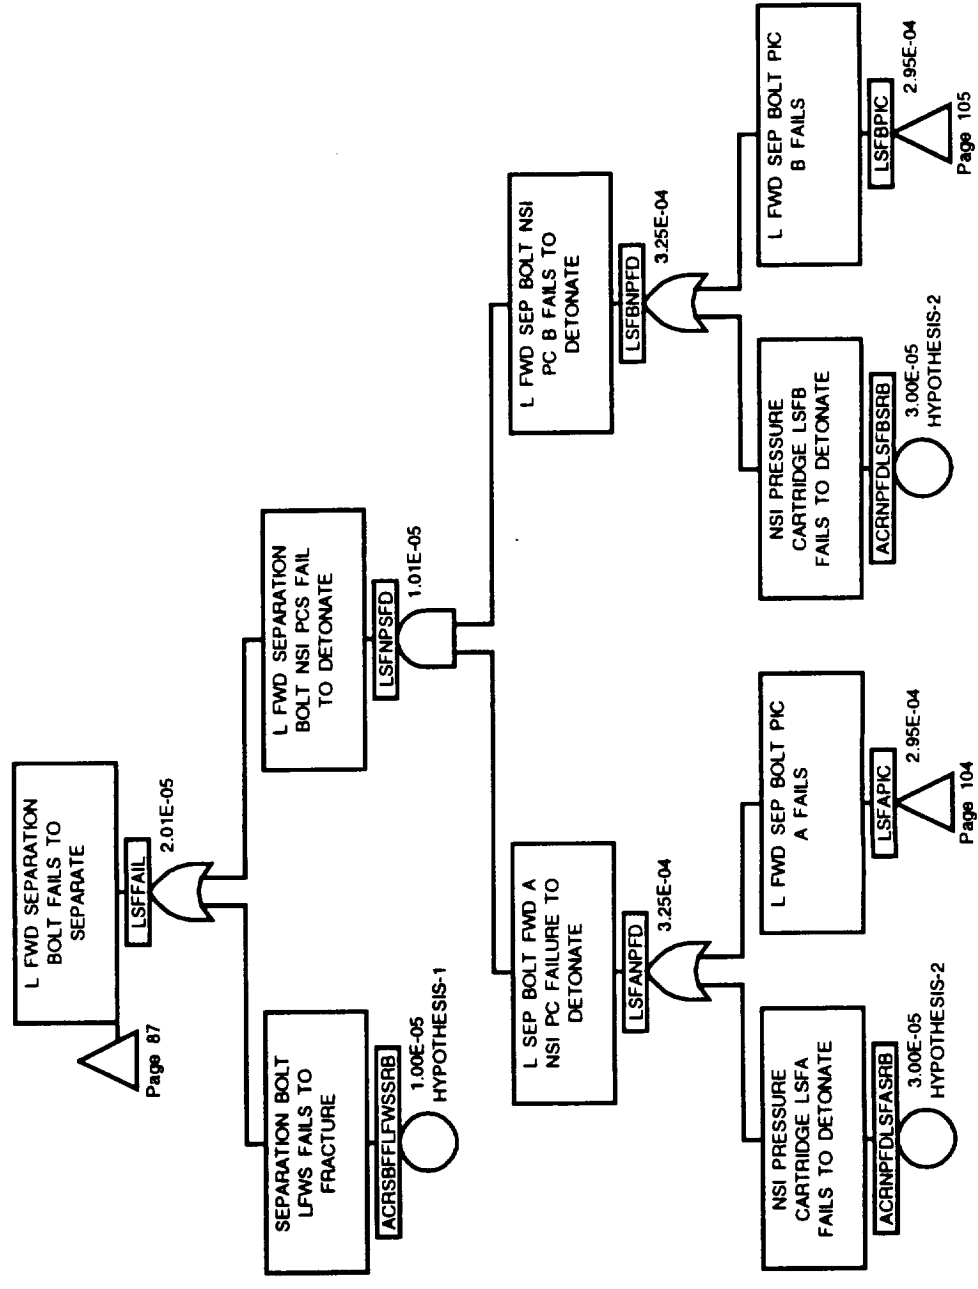 L FWD SEPARATION
BOLT FAILS TO
SEPARATE
LSFFAIL
2.01E-05
Page 87
SEPARATION BOLT
LFWS FAILS TO
FRACTURE
ACRSBFFLFWSSRB
1.00E-05
HYPOTHESIS-1
L FWD SEPARATION
BOLT NSI PCS FAIL
TO DETONATE
LSFNPSFD
1.01E-05
L SEP BOLT FWD A
NSI PC FAILURE TO
DETONATE
LSFANPFD
3.25E-04
L FWD SEP BOLT NSI
PC B FAILS TO
DETONATE
LSFBNPFD
3.25E-04
NSI PRESSURE
CARTRIDGE LSFA
FAILS TO DETONATE
ACRNPFDLSFASRB
3.00E-05
HYPOTHESIS-2
L FWD SEP BOLT PIC
A FAILS
LSFAPIC
2.95E-04
Page 104
NSI PRESSURE
CARTRIDGE LSFB
FAILS TO DETONATE
ACRNPFDLSFBSRB
3.00E-05
HYPOTHESIS-2
L FWD SEP BOLT PIC
B FAILS
LSFBPIC
2.95E-04
Page 105